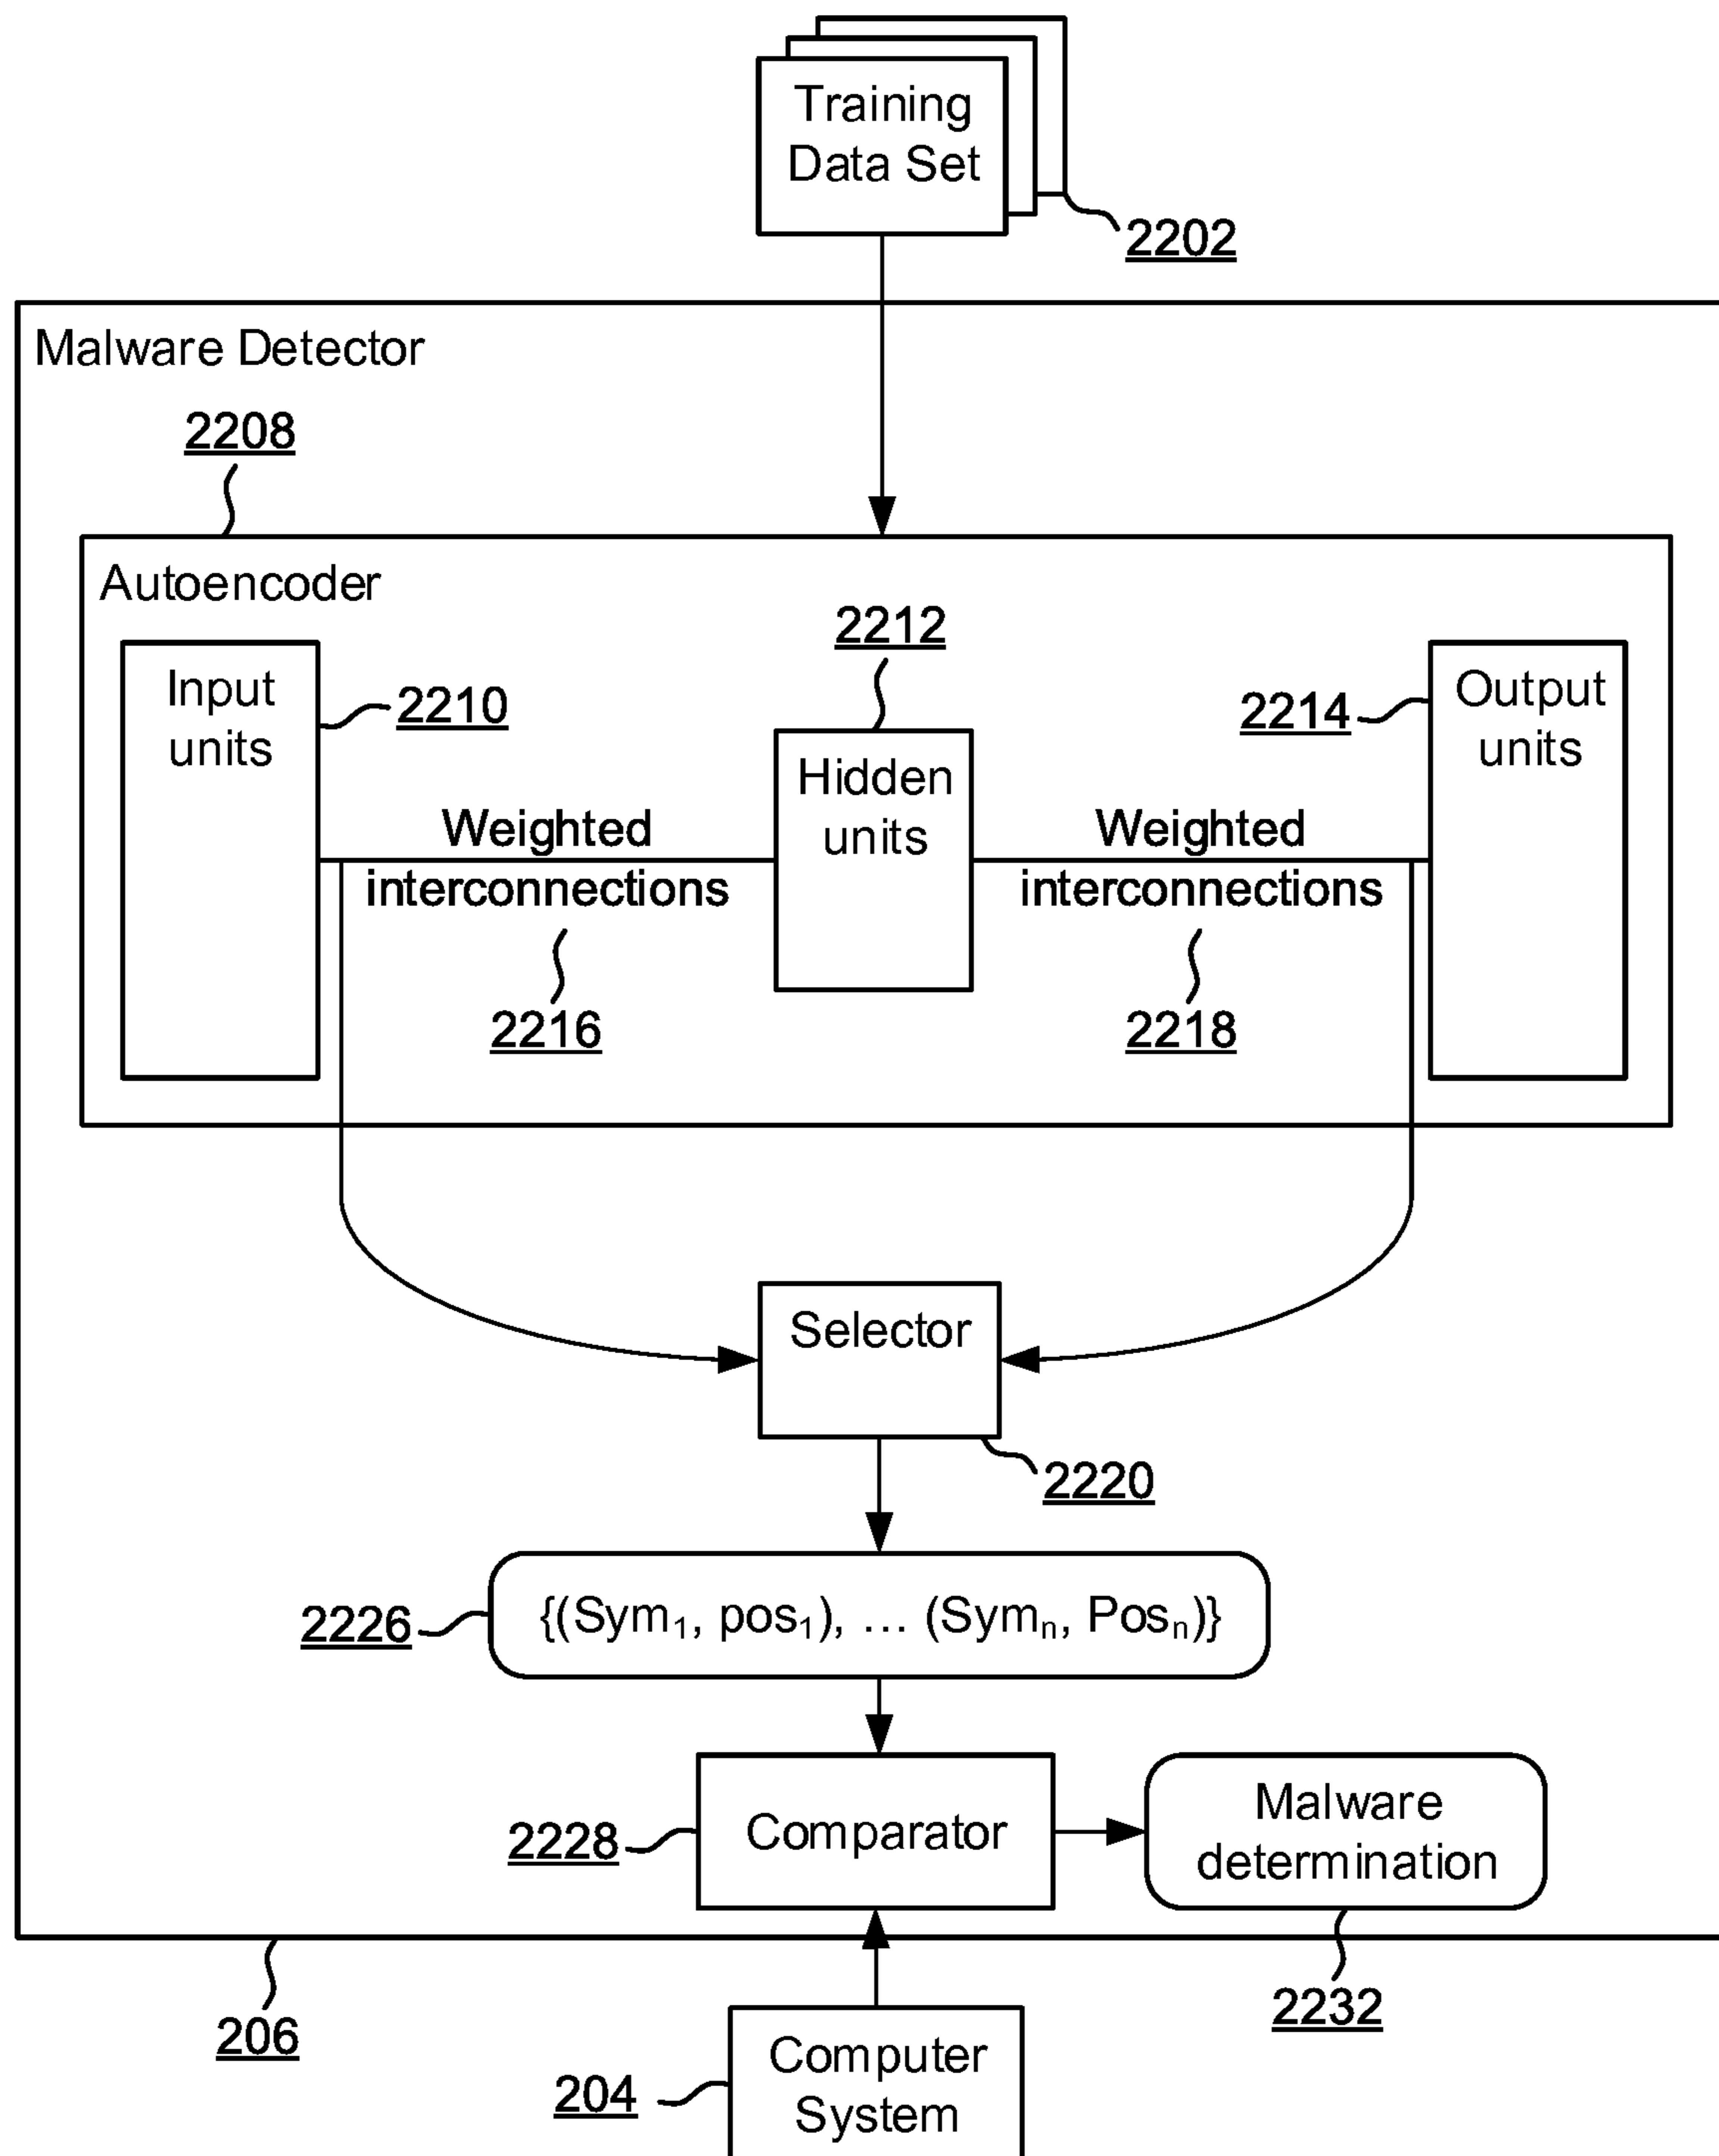 Training
Data Set
2202
Malware Detector
2208
Autoencoder
2212
Input
units
2210
2214
Output
units
Hidden
units
Weighted
interconnections
Weighted
interconnections
2216
2218
Selector
2220
2226
{(Sym₁, pos₁), ... (Symₙ, Posₙ)}
2228
Comparator
Malware
determination
206
2232
204
Computer
System